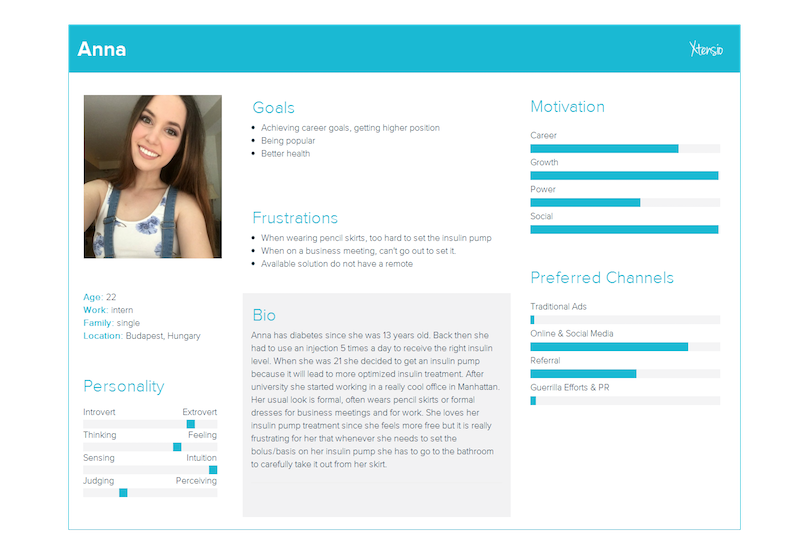 Anna
Xtensio
Age: 22
Work: intern
Family: single
Location: Budapest, Hungary
Personality
Introvert Extrovert
Thinking Feeling
Sensing Intuition
Judging Perceiving
Goals
• Achieving career goals, getting higher position
• Being popular
• Better health
Frustrations
• When wearing pencil skirts, too hard to set the insulin pump
• When on a business meeting, can't go out to set it.
• Available solution do not have a remote
Bio
Anna has diabetes since she was 13 years old. Back then she
had to use an injection 5 times a day to receive the right insulin
level. When she was 21 she decided to get an insulin pump
because it will lead to more optimized insulin treatment. After
university she started working in a really cool office in Manhattan.
Her usual look is formal, often wears pencil skirts or formal
dresses for business meetings and for work. She loves her
insulin pump treatment since she feels more free but it is really
frustrating for her that whenever she needs to set the
bolus/basis on her insulin pump she has to go to the bathroom
to carefully take it out from her skirt.
Motivation
Career
Growth
Power
Social
Preferred Channels
Traditional Ads
Online & Social Media
Referral
Guerrilla Efforts & PR